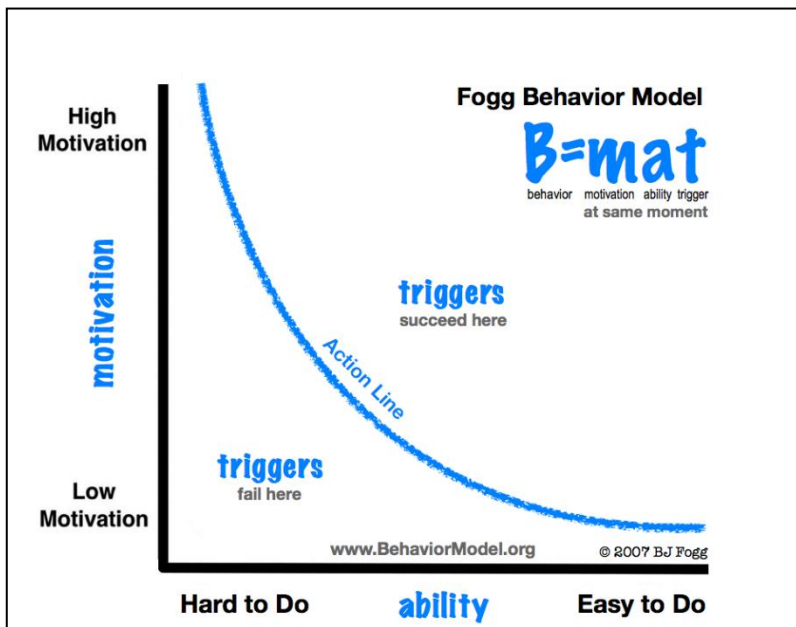 Fogg Behavior Model
B=mat
behavior motivation ability trigger
at same moment
High
Motivation
motivation
triggers
succeed here
Action Line
triggers
fail here
Low
Motivation
www.BehaviorModel.org
© 2007 BJ Fogg
Hard to Do
ability
Easy to Do